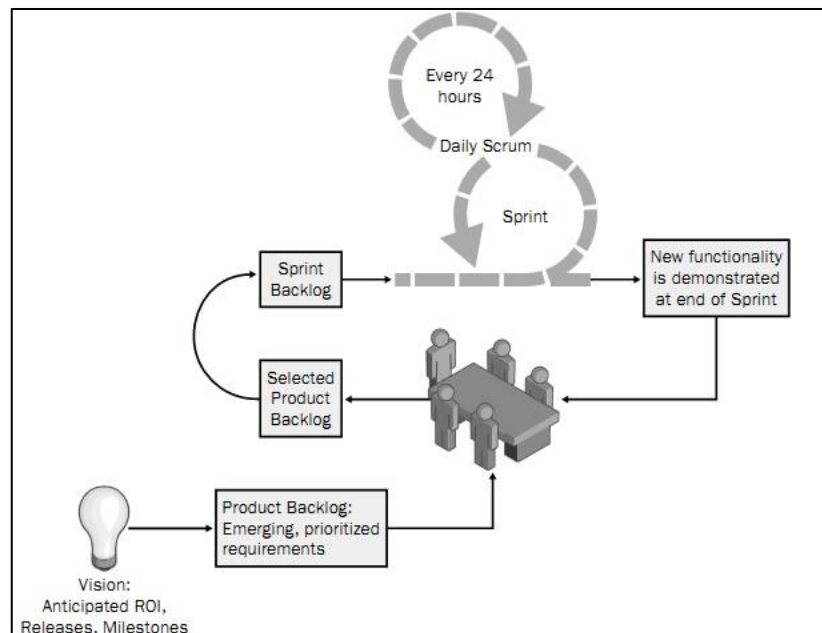 Every 24
hours
Daily Scrum
Sprint
Sprint
Backlog
New functionality
is demonstrated
at end of Sprint
Selected
Product
Backlog
Product Backlog:
Emerging, prioritized
requirements
Vision:
Anticipated ROI,
Releases, Milestones